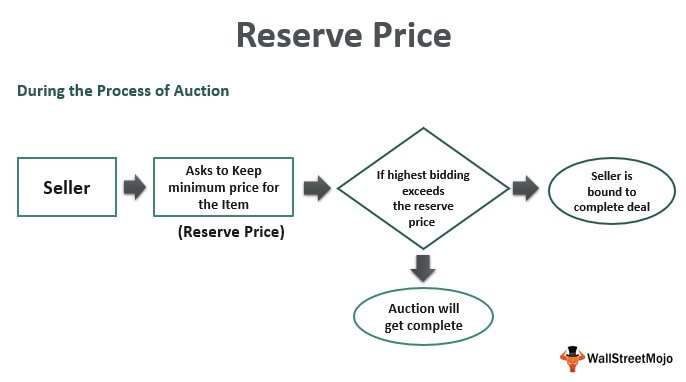 Reserve Price
During the Process of Auction
Seller
Asks to Keep
minimum price for
the Item
(Reserve Price)
If highest bidding
exceeds
the reserve
price
Seller is
bound to
complete deal
Auction will
get complete
WallStreetMojo